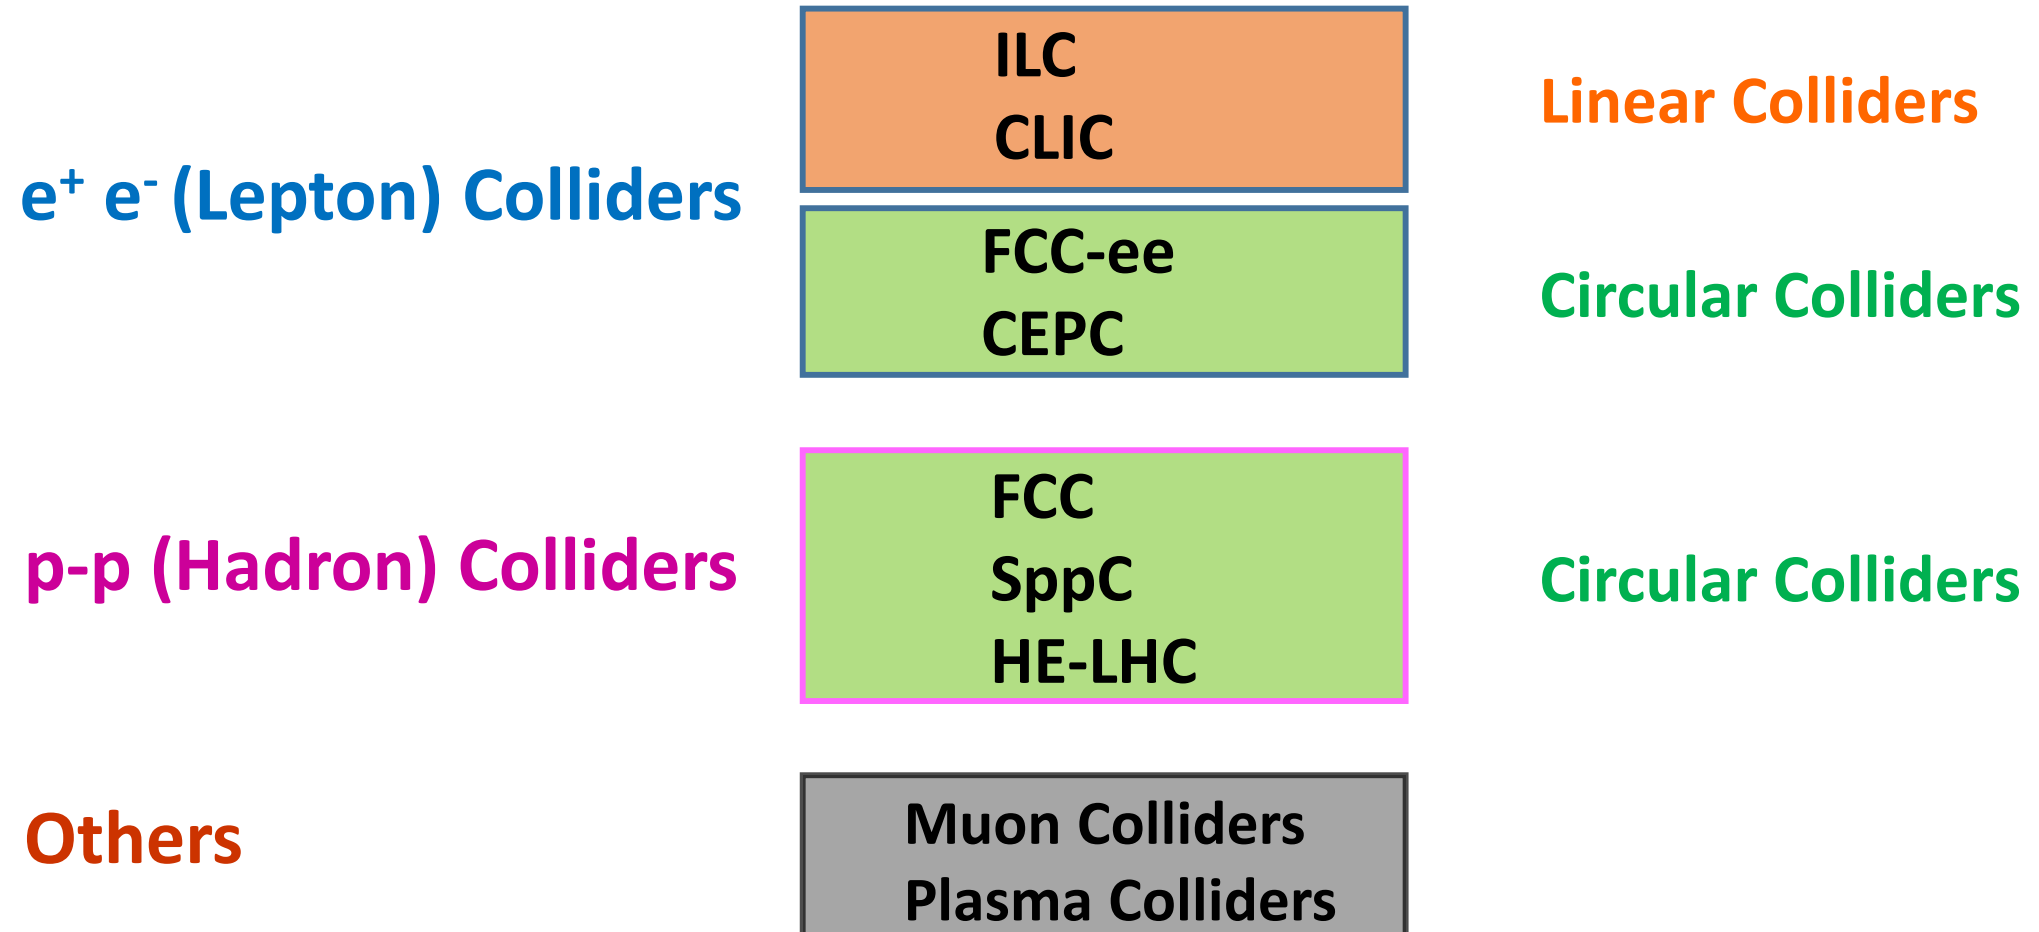 ILC
CLIC
Linear Colliders
e+ e- (Lepton) Colliders
FCC-ee
CEPC
Circular Colliders
FCC
SppC
HE-LHC
p-p (Hadron) Colliders
Circular Colliders
Others
Muon Colliders
Plasma Colliders